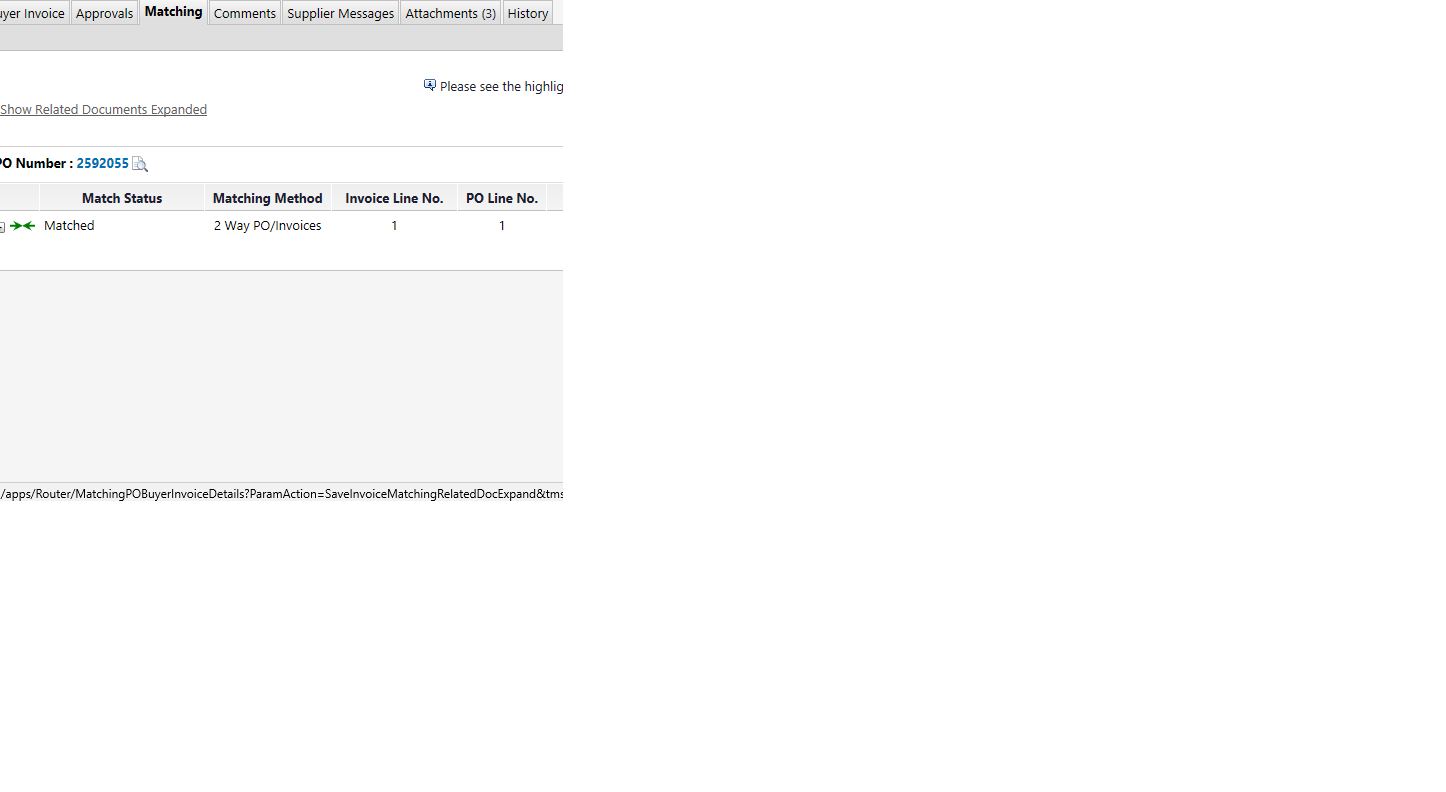 uyer Invoice Approvals Matching Comments Supplier Messages Attachments (3) History
Please see the highlig
Show Related Documents Expanded
PO Number : 2592055
Match Status Matching Method Invoice Line No. PO Line No.
Matched 2 Way PO/Invoices 1 1
/apps/Router/MatchingPOBuyerInvoiceDetails?ParamAction=SaveInvoiceMatchingRelatedDocExpand&tms